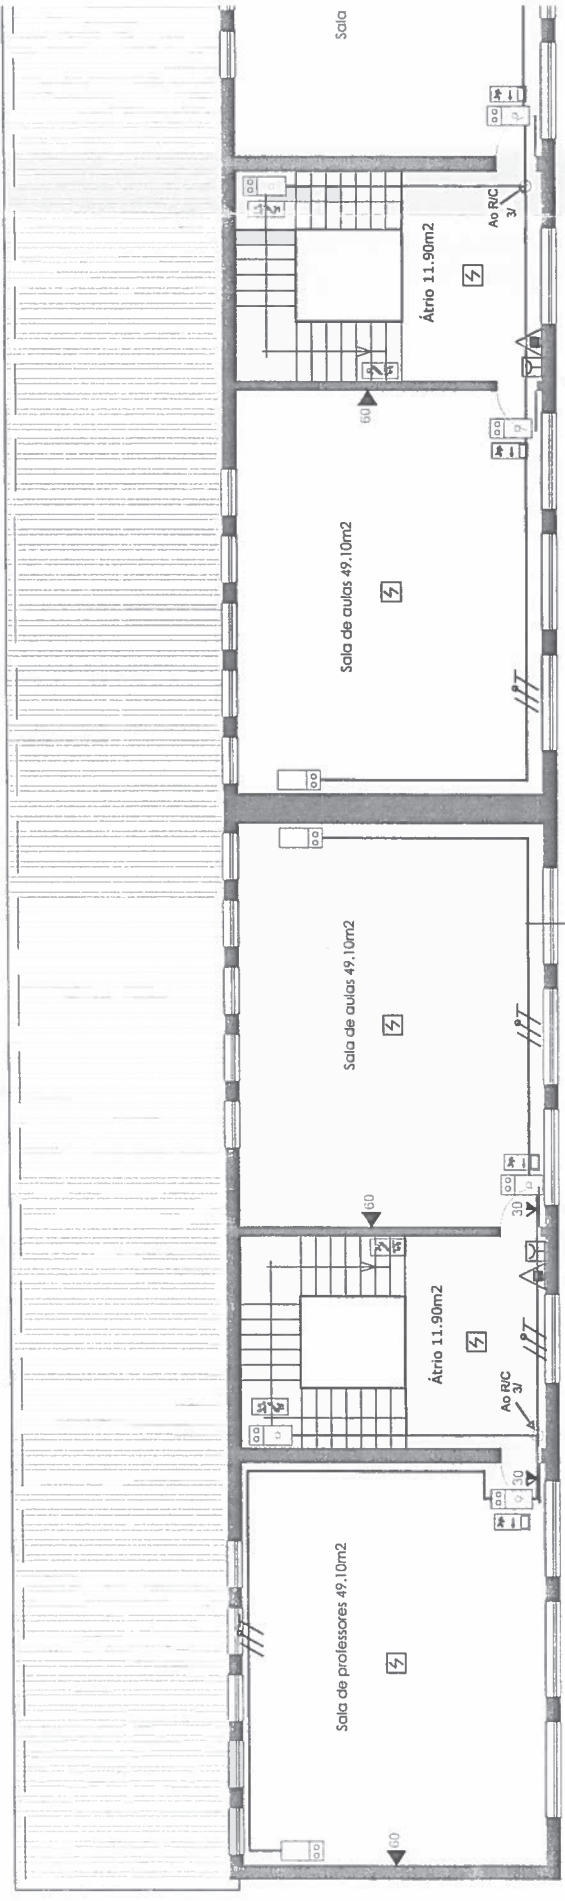 Sala
Ao R/C
3/
Átrio 11.90m2
60
Sala de aulas 49.10m2
Sala de aulas 49.10m2
60
30
Átrio 11.90m2
Ao R/C
3/
30
Sala de professores 49.10m2
60